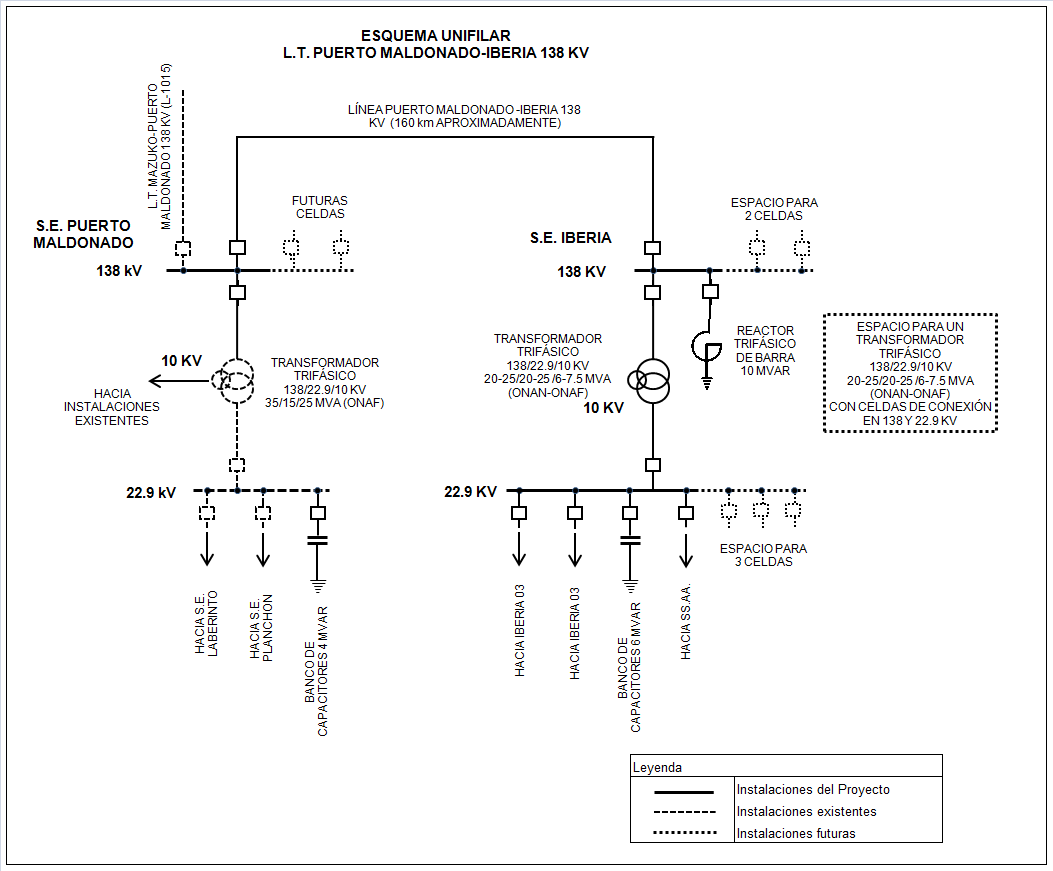 ESQUEMA UNIFILAR
L.T. PUERTO MALDONADO-IBERIA 138 KV
L.T. MAZUKO-PUERTO
MALDONADO 138 KV (L-1015)
LÍNEA PUERTO MALDONADO -IBERIA 138
KV (160 km APROXIMADAMENTE)
S.E. PUERTO
MALDONADO
138 kV
FUTURAS
CELDAS
S.E. IBERIA
138 KV
ESPACIO PARA
2 CELDAS
10 KV
HACIA
INSTALACIONES
EXISTENTES
TRANSFORMADOR
TRIFÁSICO
138/22.9/10 KV
35/15/25 MVA (ONAF)
TRANSFORMADOR
TRIFÁSICO
138/22.9/10 KV
20-25/20-25 /6-7.5 MVA
(ONAN-ONAF)
10 KV
REACTOR
TRIFÁSICO
DE BARRA
10 MVAR
ESPACIO PARA UN
TRANSFORMADOR
TRIFÁSICO
138/22.9/10 KV
20-25/20-25 /6-7.5 MVA
(ONAN-ONAF)
CON CELDAS DE CONEXIÓN
EN 138 Y 22.9 KV
22.9 kV
HACIA S.E.
LABERINTO
HACIA S.E.
PLANCHON
BANCO DE
CAPACITORES 4 MVAR
22.9 KV
HACIA IBERIA 03
HACIA IBERIA 03
BANCO DE
CAPACITORES 6 MVAR
HACIA SS.AA.
ESPACIO PARA
3 CELDAS
Leyenda
Instalaciones del Proyecto
Instalaciones existentes
Instalaciones futuras